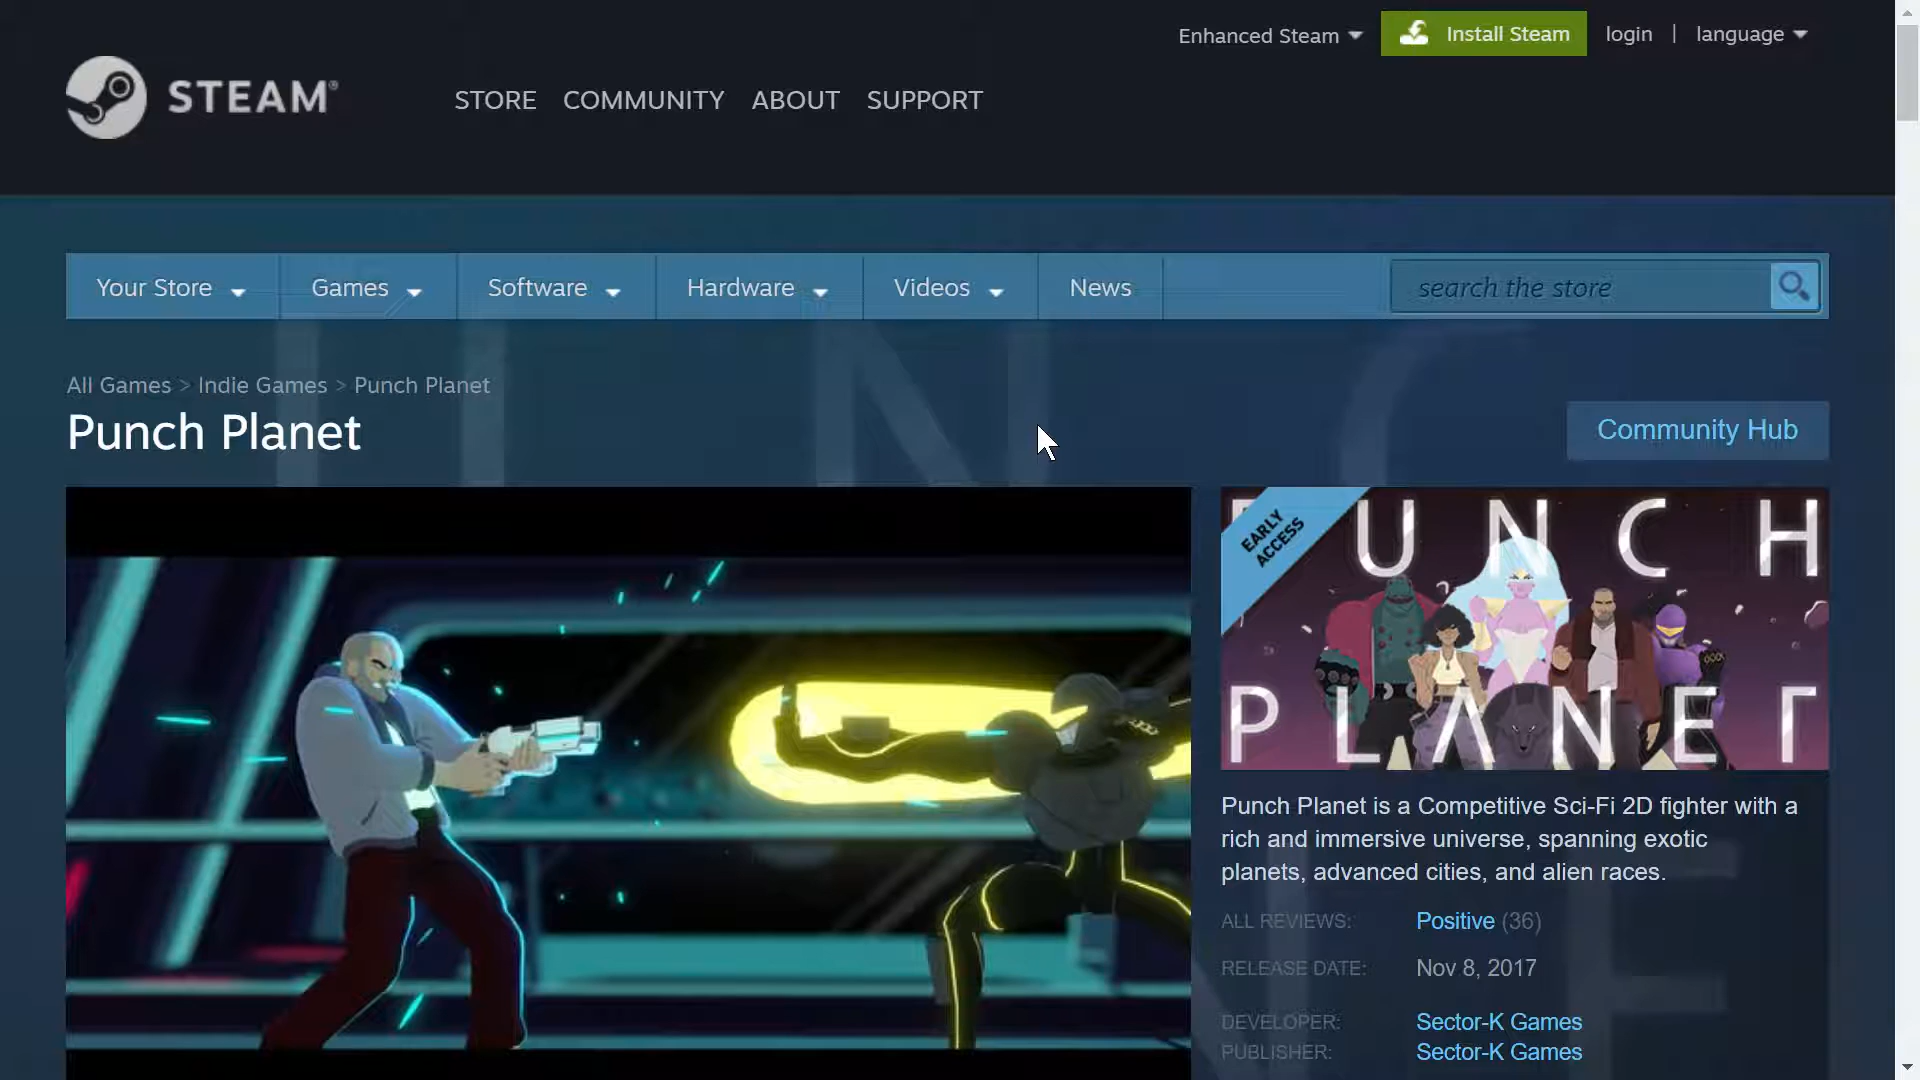 Enhanced Steam
Install Steam
login | language
STEAM®
STORE COMMUNITY ABOUT SUPPORT
Your Store Games Software Hardware Videos News search the store
All Games > Indie Games > Punch Planet
Punch Planet
Community Hub
EARLY
ACCESS
PUNCH
PLANET
Punch Planet is a Competitive Sci-Fi 2D fighter with a
rich and immersive universe, spanning exotic
planets, advanced cities, and alien races.
ALL REVIEWS: Positive (36)
RELEASE DATE: Nov 8, 2017
DEVELOPER: Sector-K Games
PUBLISHER: Sector-K Games